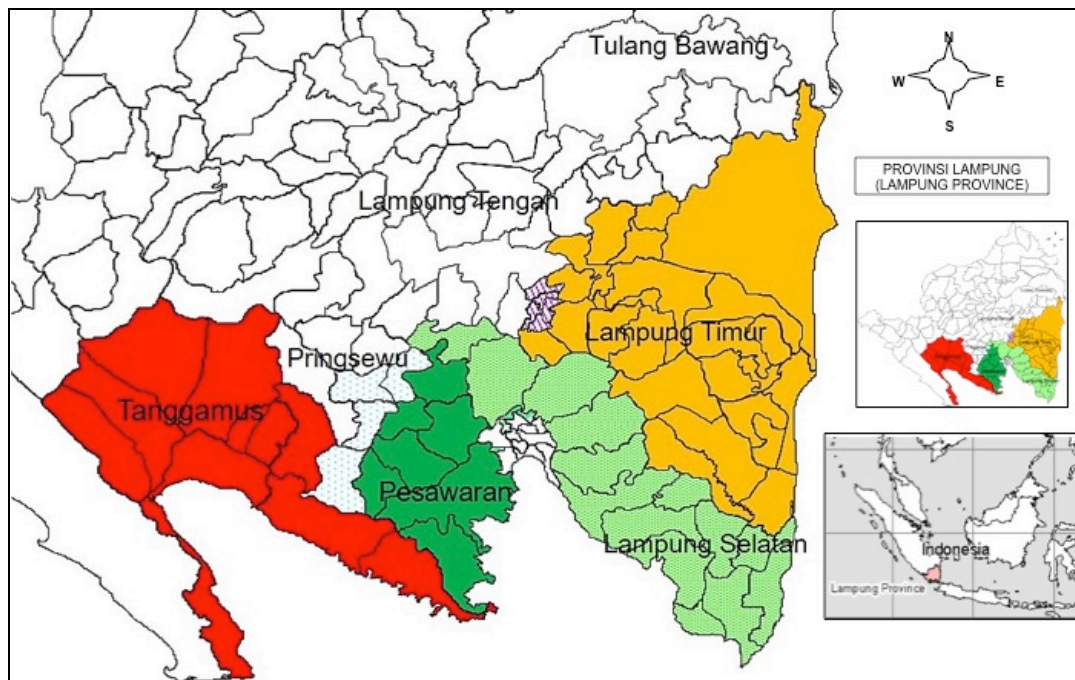 Tulang Bawang
N
W
E
S
PROVINSI LAMPUNG
(LAMPUNG PROVINCE)
Lampung Tengah
Lampung Timur
Pringsewu
Tanggamus
Pesawaran
Lampung Selatan
Indonesia
Lampung Province